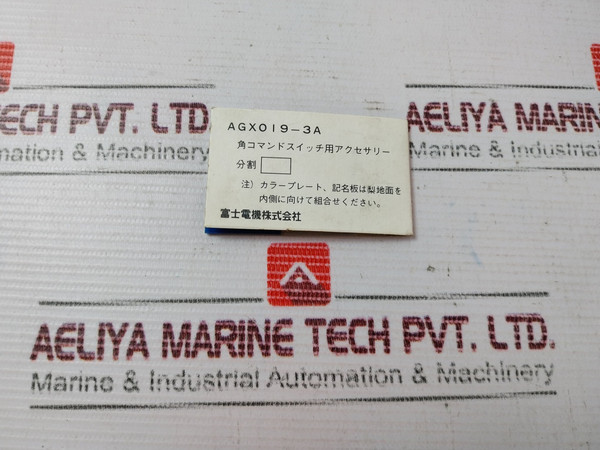 ECH PVT. LTD.
mation & Machinery
AELIYA MARINE
Marine & Industrial
AGX019-3A
角コマンドスイッチ用アクセサリー
分割
注）カラープレート、記名板は梨地面を
内側に向けて組合せください。
富士電機株式会社
AELIYA MARINE TECH PVT. LTD.
Marine & Industrial Automation & Machinery